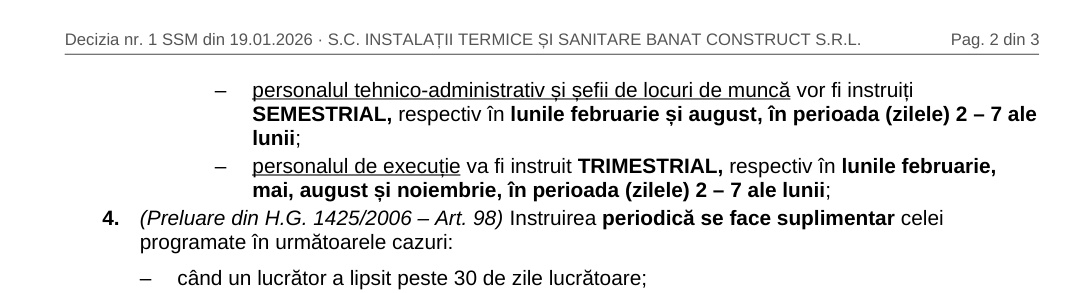 Decizia nr. 1 SSM din 19.01.2026 · S.C. INSTALAȚII TERMICE ȘI SANITARE BANAT CONSTRUCT S.R.L. Pag. 2 din 3
– personalul tehnico-administrativ și șefii de locuri de muncă vor fi instruiți
SEMESTRIAL, respectiv în lunile februarie și august, în perioada (zilele) 2 – 7 ale
lunii;
– personalul de execuție va fi instruit TRIMESTRIAL, respectiv în lunile februarie,
mai, august și noiembrie, în perioada (zilele) 2 – 7 ale lunii;
4. (Preluare din H.G. 1425/2006 – Art. 98) Instruirea periodică se face suplimentar celei
programate în următoarele cazuri:
– când un lucrător a lipsit peste 30 de zile lucrătoare;